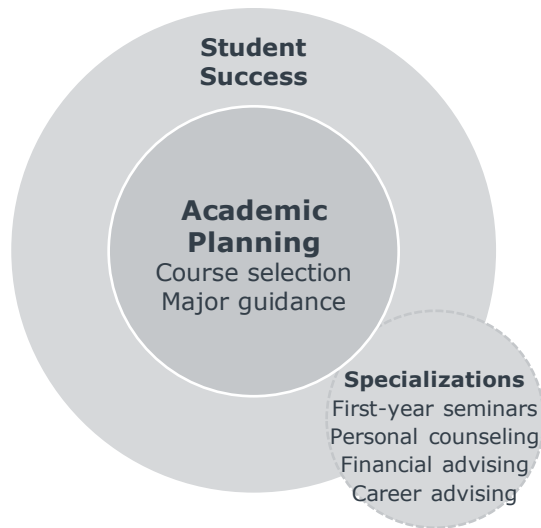 Student
Success
Academic
Planning
Course selection
Major guidance
Specializations
First-year seminars
Personal counseling
Financial advising
Career advising